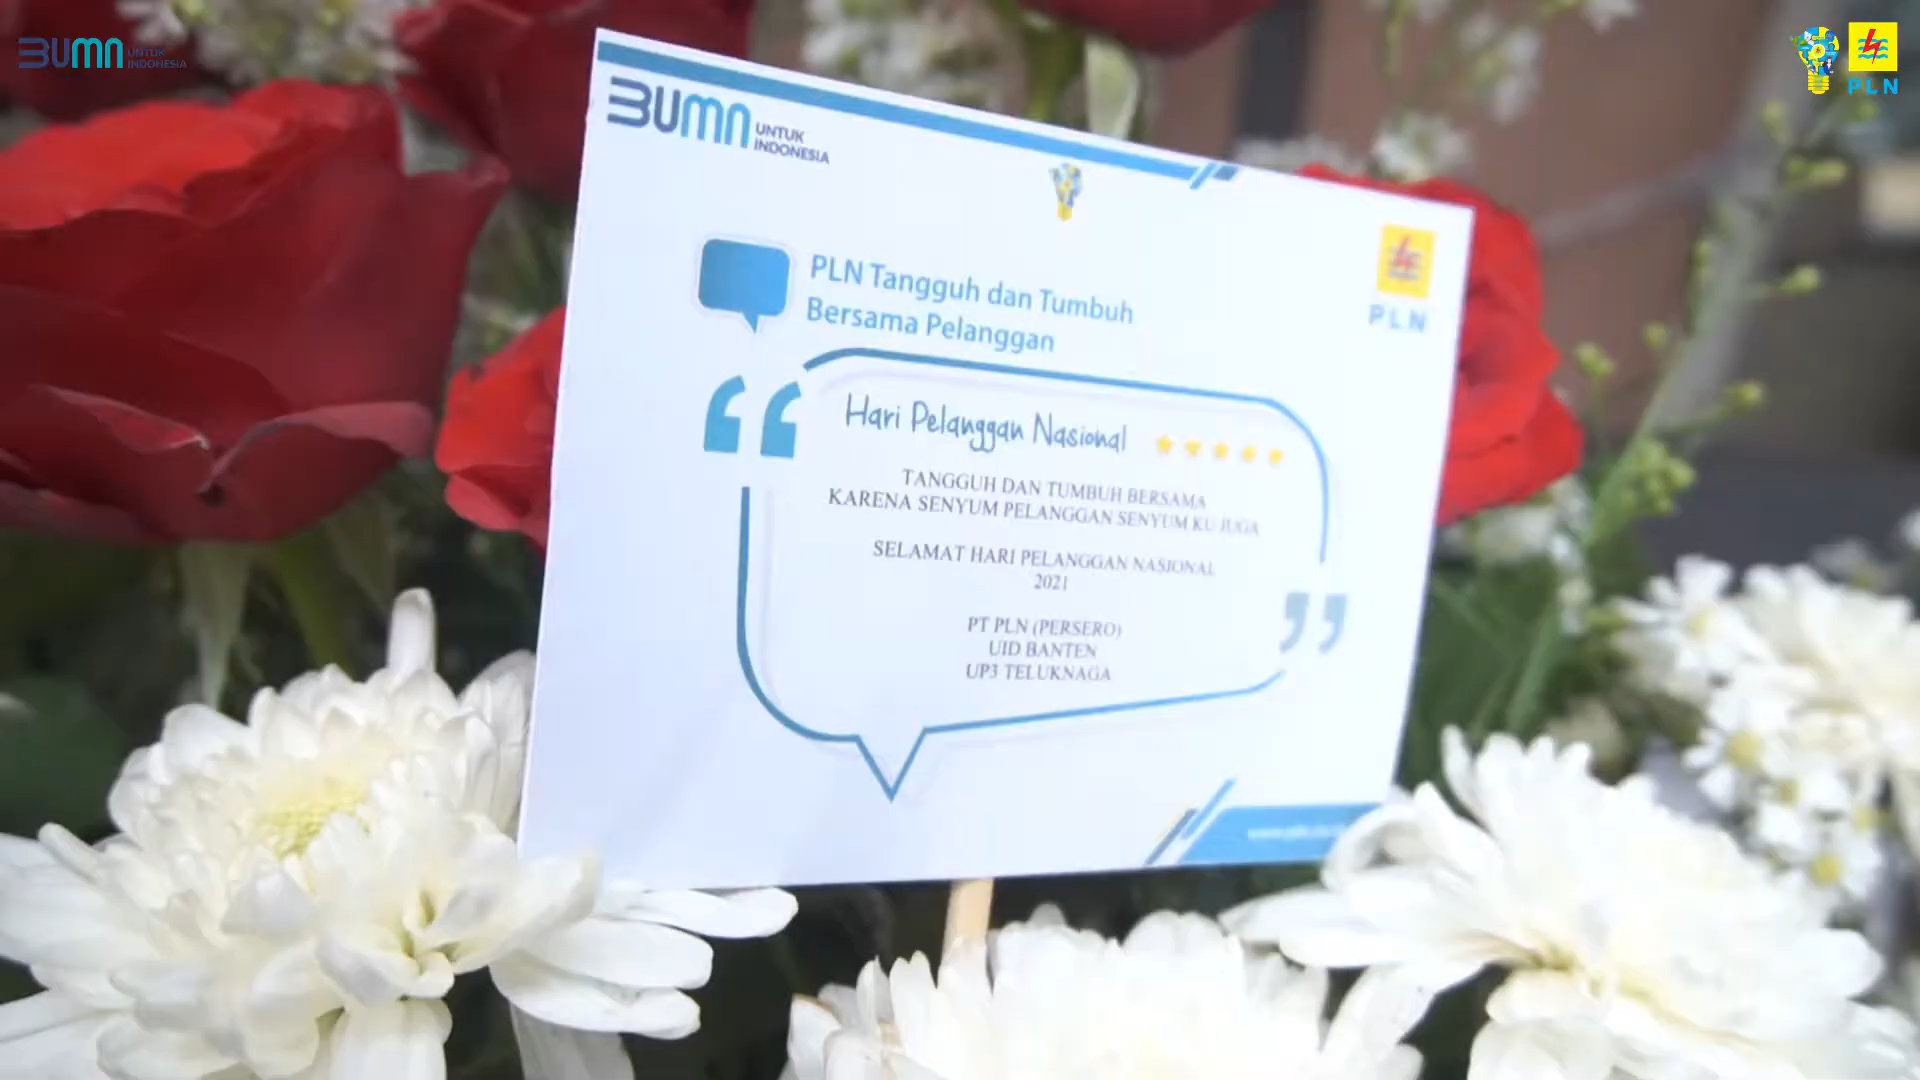 BUMN UNTUK INDONESIA
PLN
BUMN UNTUK INDONESIA
PLN
PLN Tangguh dan Tumbuh
Bersama Pelanggan
Hari Pelanggan Nasional
TANGGUH DAN TUMBUH BERSAMA
KARENA SENYUM PELANGGAN SENYUM KU JUGA
SELAMAT HARI PELANGGAN NASIONAL
2021
PT PLN (PERSERO)
UID BANTEN
UP3 TELUKNAGA